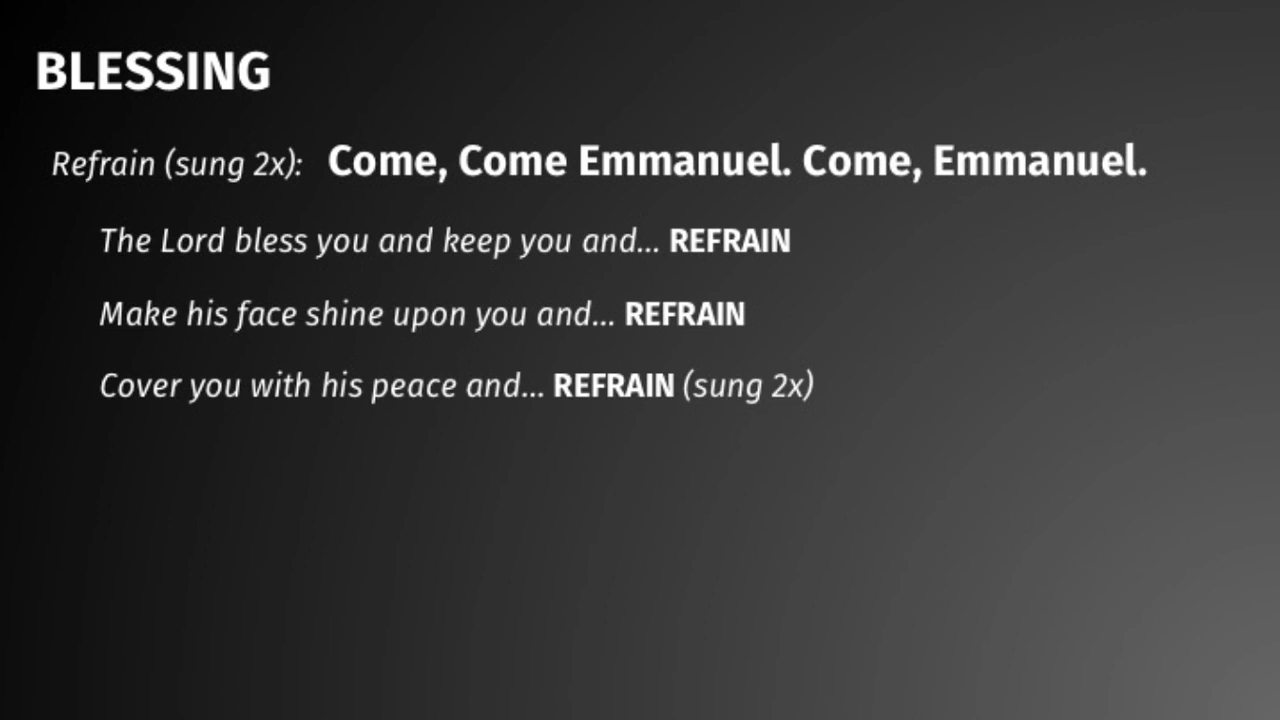 BLESSING
Refrain (sung 2x): Come, Come Emmanuel. Come, Emmanuel.
The Lord bless you and keep you and... REFRAIN
Make his face shine upon you and... REFRAIN
Cover you with his peace and... REFRAIN (sung 2x)